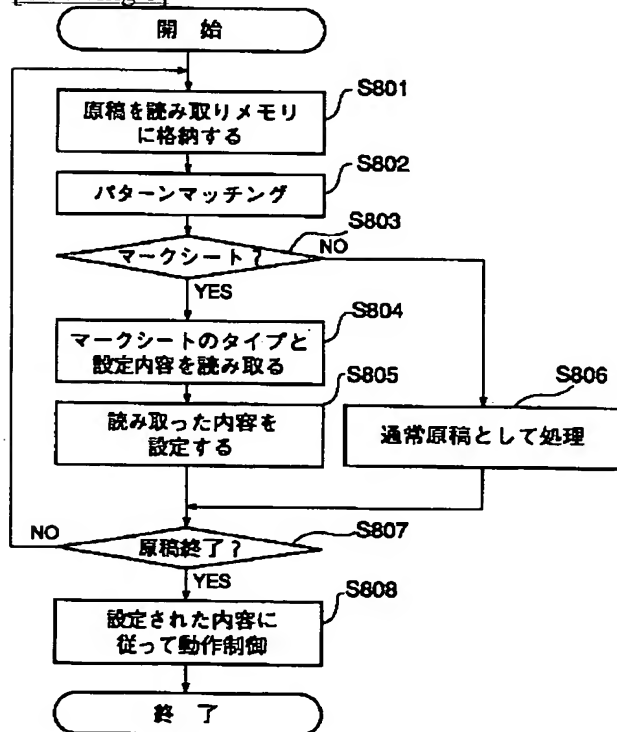 開 始
S801
原稿を読み取りメモリ
に格納する
S802
パターンマッチング
S803
マークシート?
NO
YES
S804
マークシートのタイプと
設定内容を読み取る
S805
S806
読み取った内容を
設定する
通常原稿として処理
NO
S807
原稿終了?
YES
S808
設定された内容に
従って動作制御
終 了